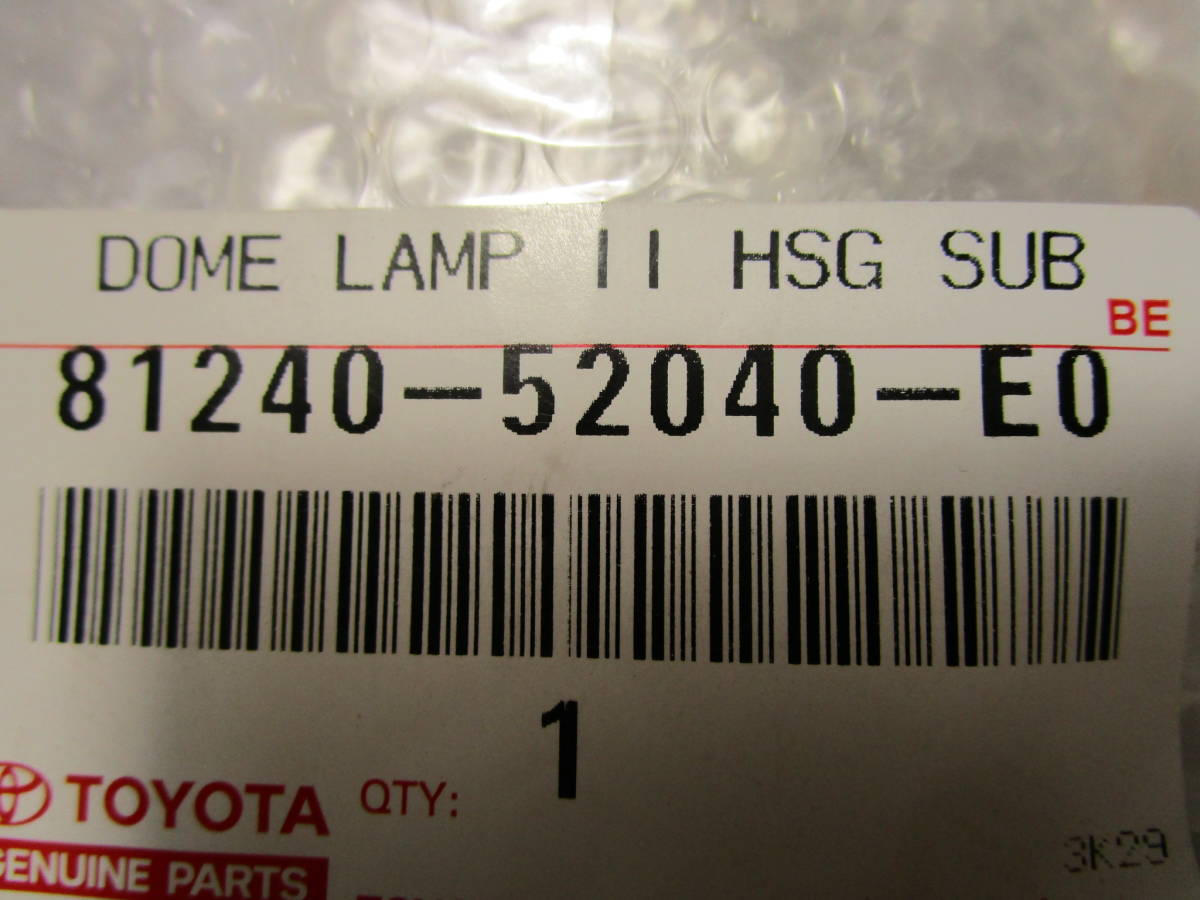 DOME LAMP II HSG SUB
BE
81240-52040-E0
1
TOYOTA QTY:
GENUINE PARTS
3K29